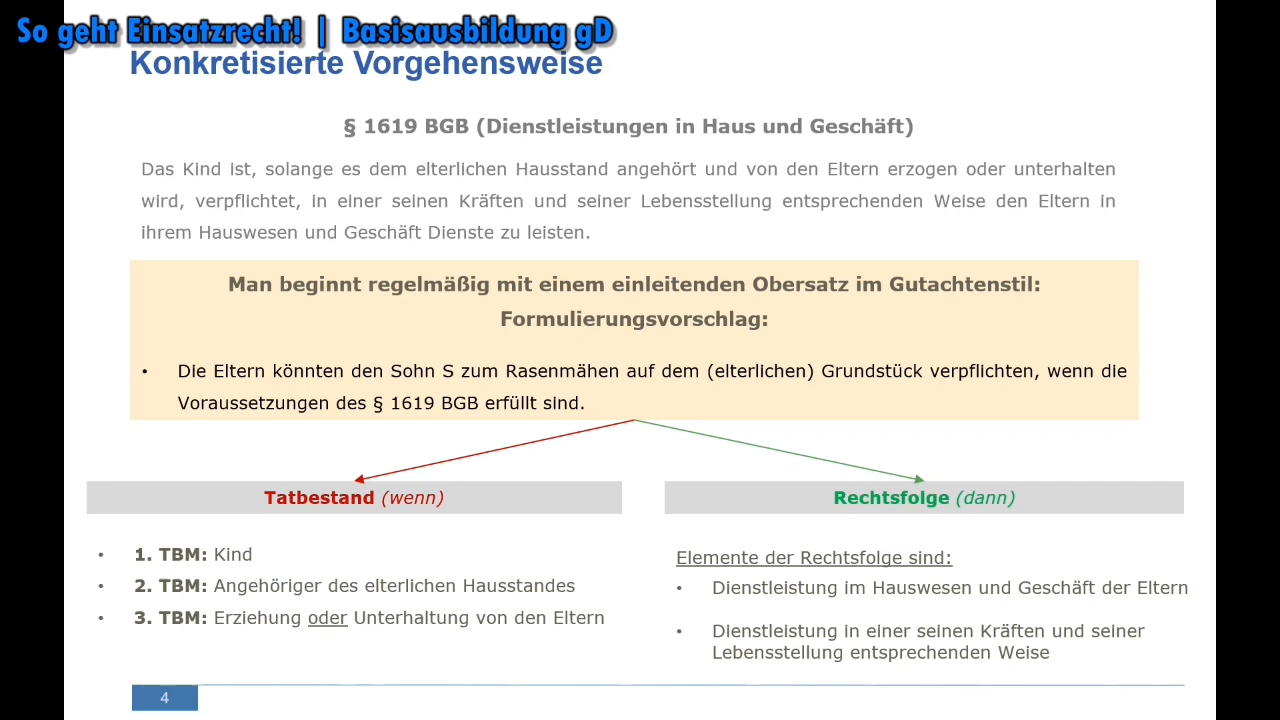 So geht Einsatzrecht! | Basisausbildung gD
Konkretisierte Vorgehensweise
§ 1619 BGB (Dienstleistungen in Haus und Geschäft)
Das Kind ist, solange es dem elterlichen Hausstand angehört und von den Eltern erzogen oder unterhalten
wird, verpflichtet, in einer seinen Kräften und seiner Lebensstellung entsprechenden Weise den Eltern in
ihrem Hauswesen und Geschäft Dienste zu leisten.
Man beginnt regelmäßig mit einem einleitenden Obersatz im Gutachtenstil:
Formulierungsvorschlag:
• Die Eltern könnten den Sohn S zum Rasenmähen auf dem (elterlichen) Grundstück verpflichten, wenn die
Voraussetzungen des § 1619 BGB erfüllt sind.
Tatbestand (wenn)
• 1. TBM: Kind
• 2. TBM: Angehöriger des elterlichen Hausstandes
• 3. TBM: Erziehung oder Unterhaltung von den Eltern
Rechtsfolge (dann)
Elemente der Rechtsfolge sind:
• Dienstleistung im Hauswesen und Geschäft der Eltern
• Dienstleistung in einer seinen Kräften und seiner
Lebensstellung entsprechenden Weise
4